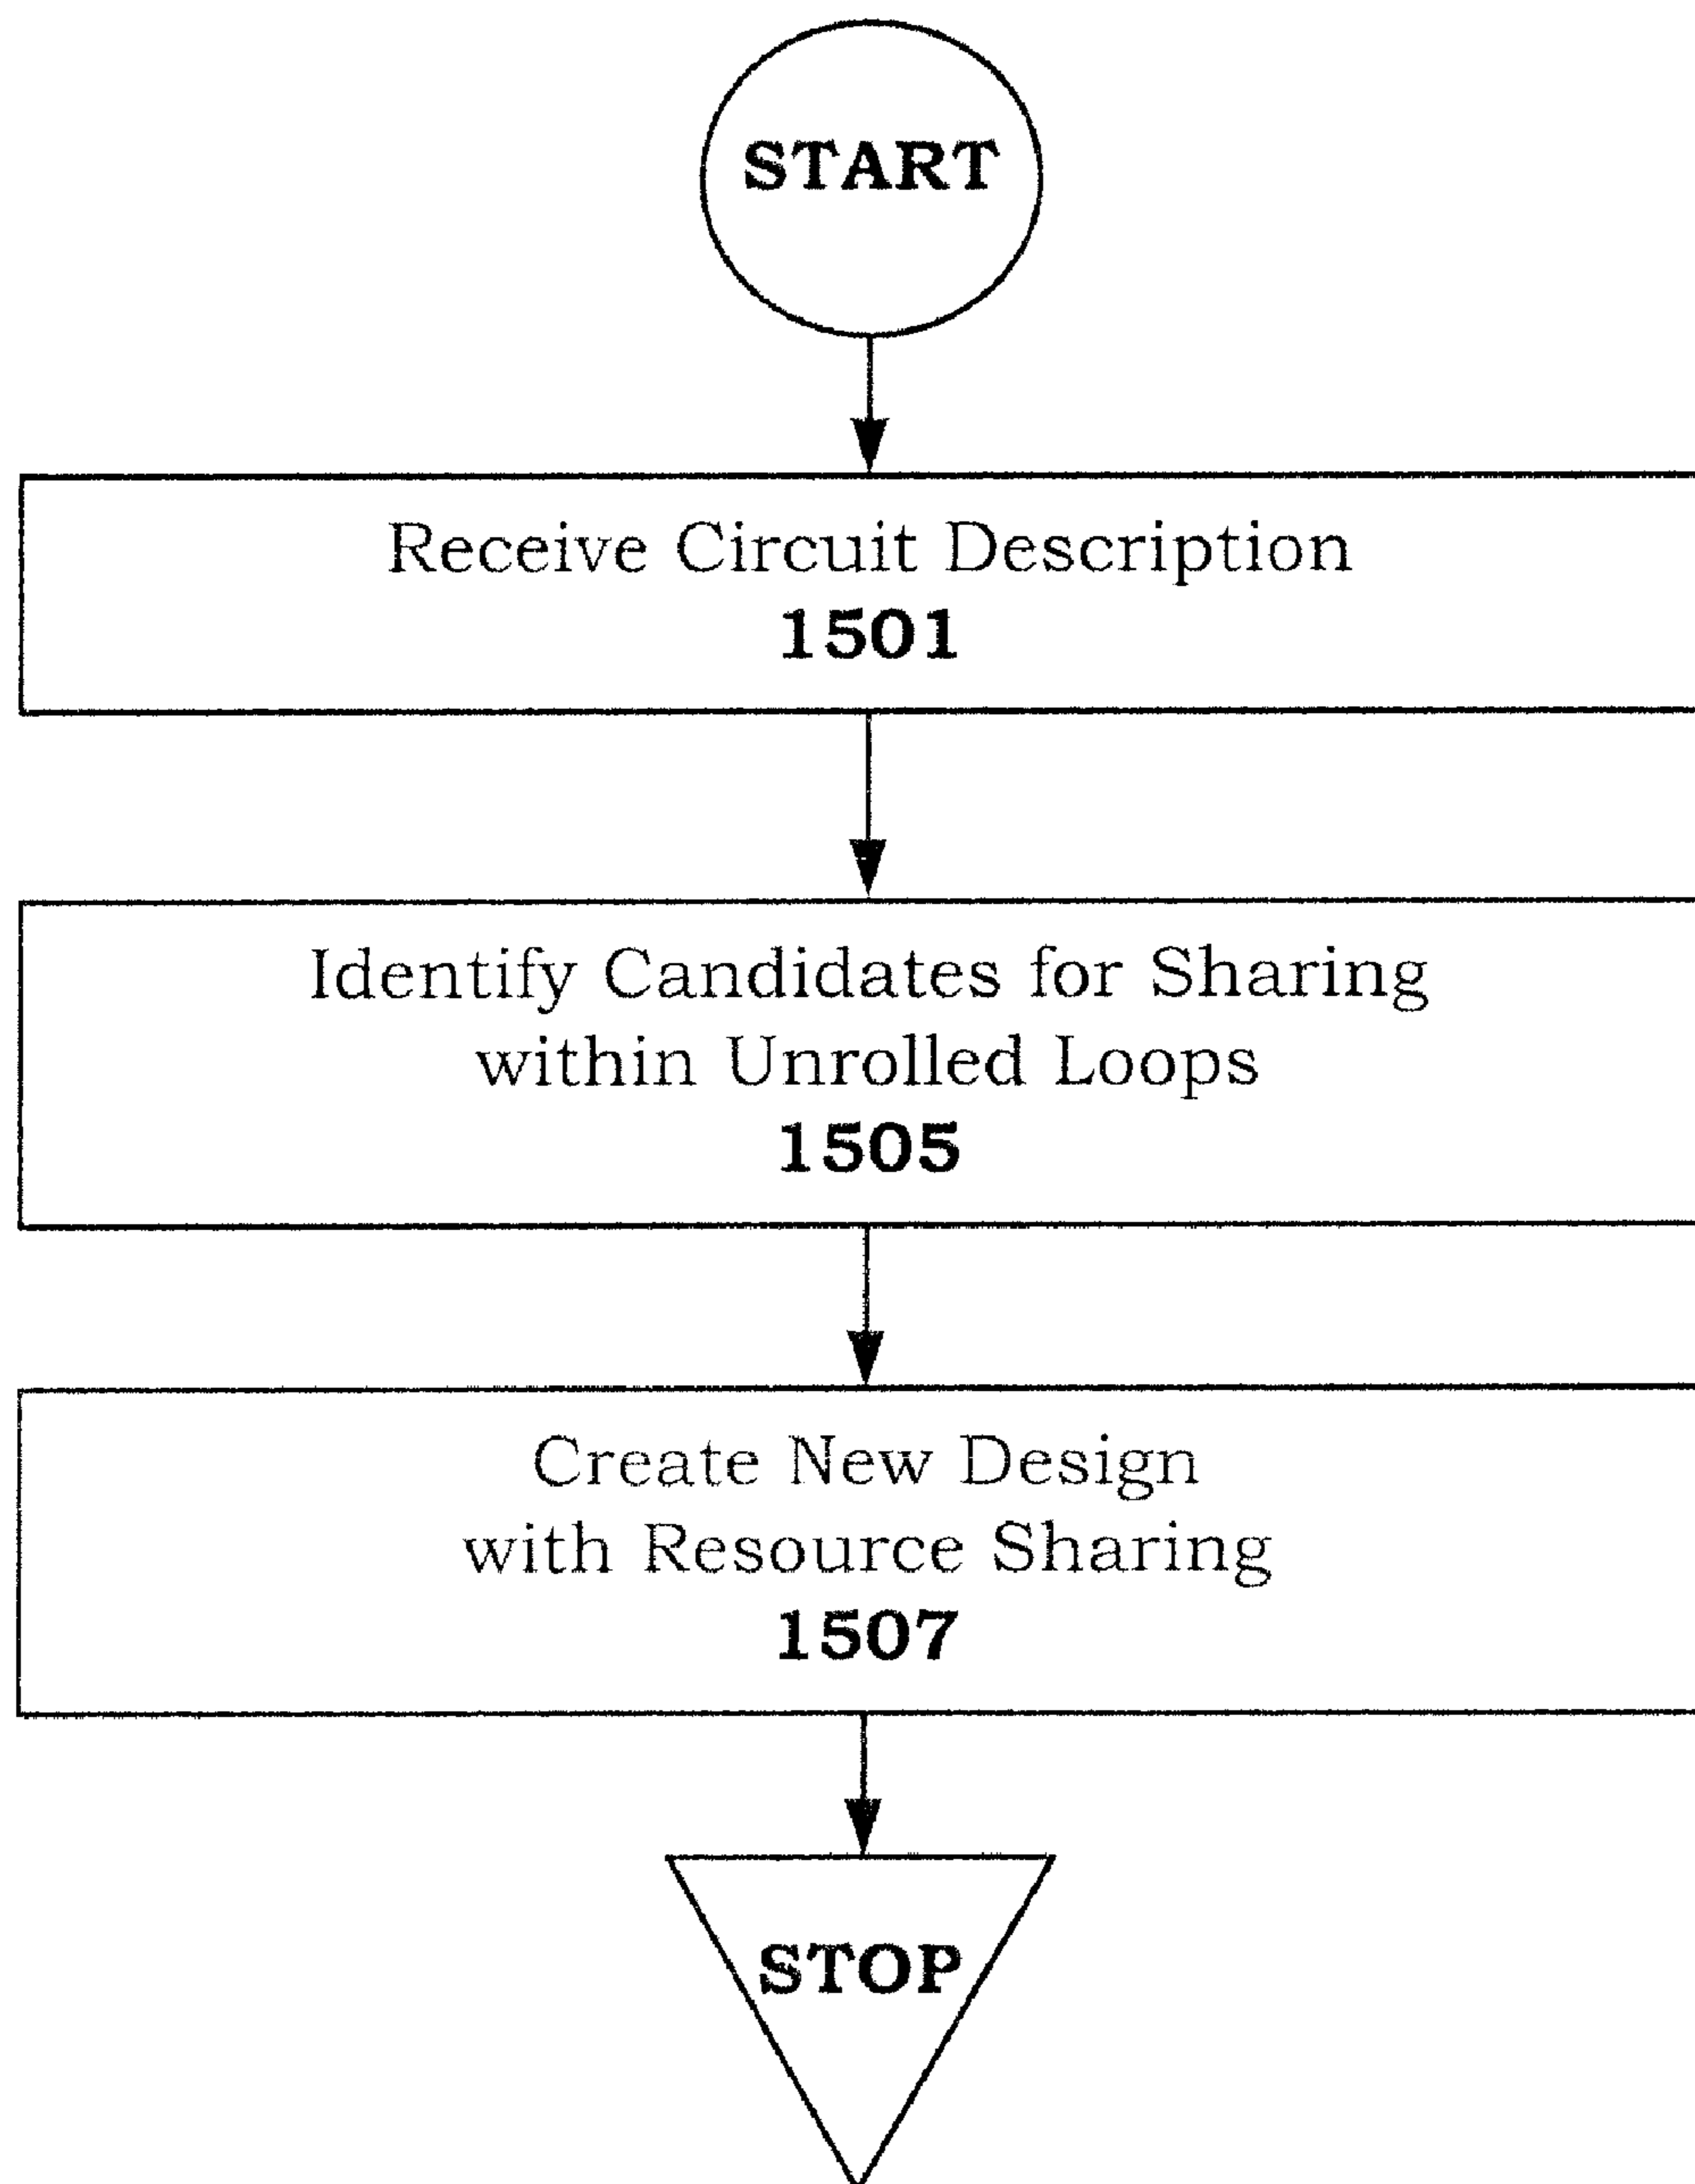 START
Receive Circuit Description
1501
Identify Candidates for Sharing
within Unrolled Loops
1505
Create New Design
with Resource Sharing
1507
STOP